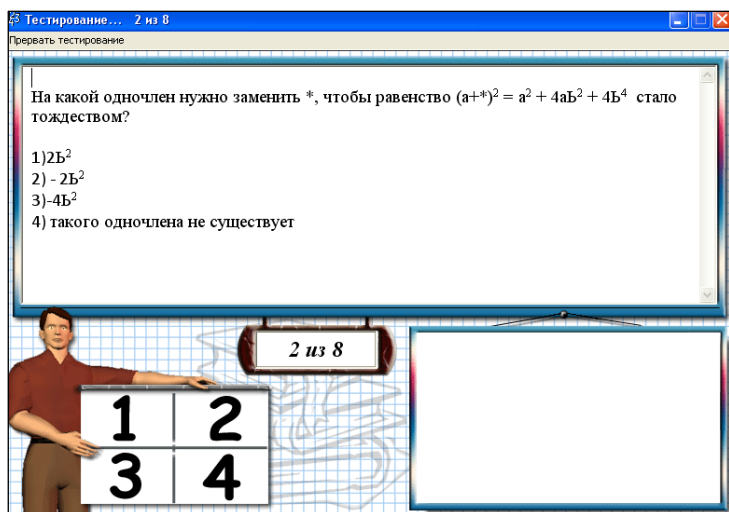 Тестирование... 2 из 8
Прервать тестирование
На какой одночлен нужно заменить *, чтобы равенство (а+*)² = а² + 4аЬ² + 4Ь⁴ стало
тождеством?
1)2Ь²
2) - 2Ь²
3)-4Ь²
4) такого одночлена не существует
2 из 8
1 2
3 4